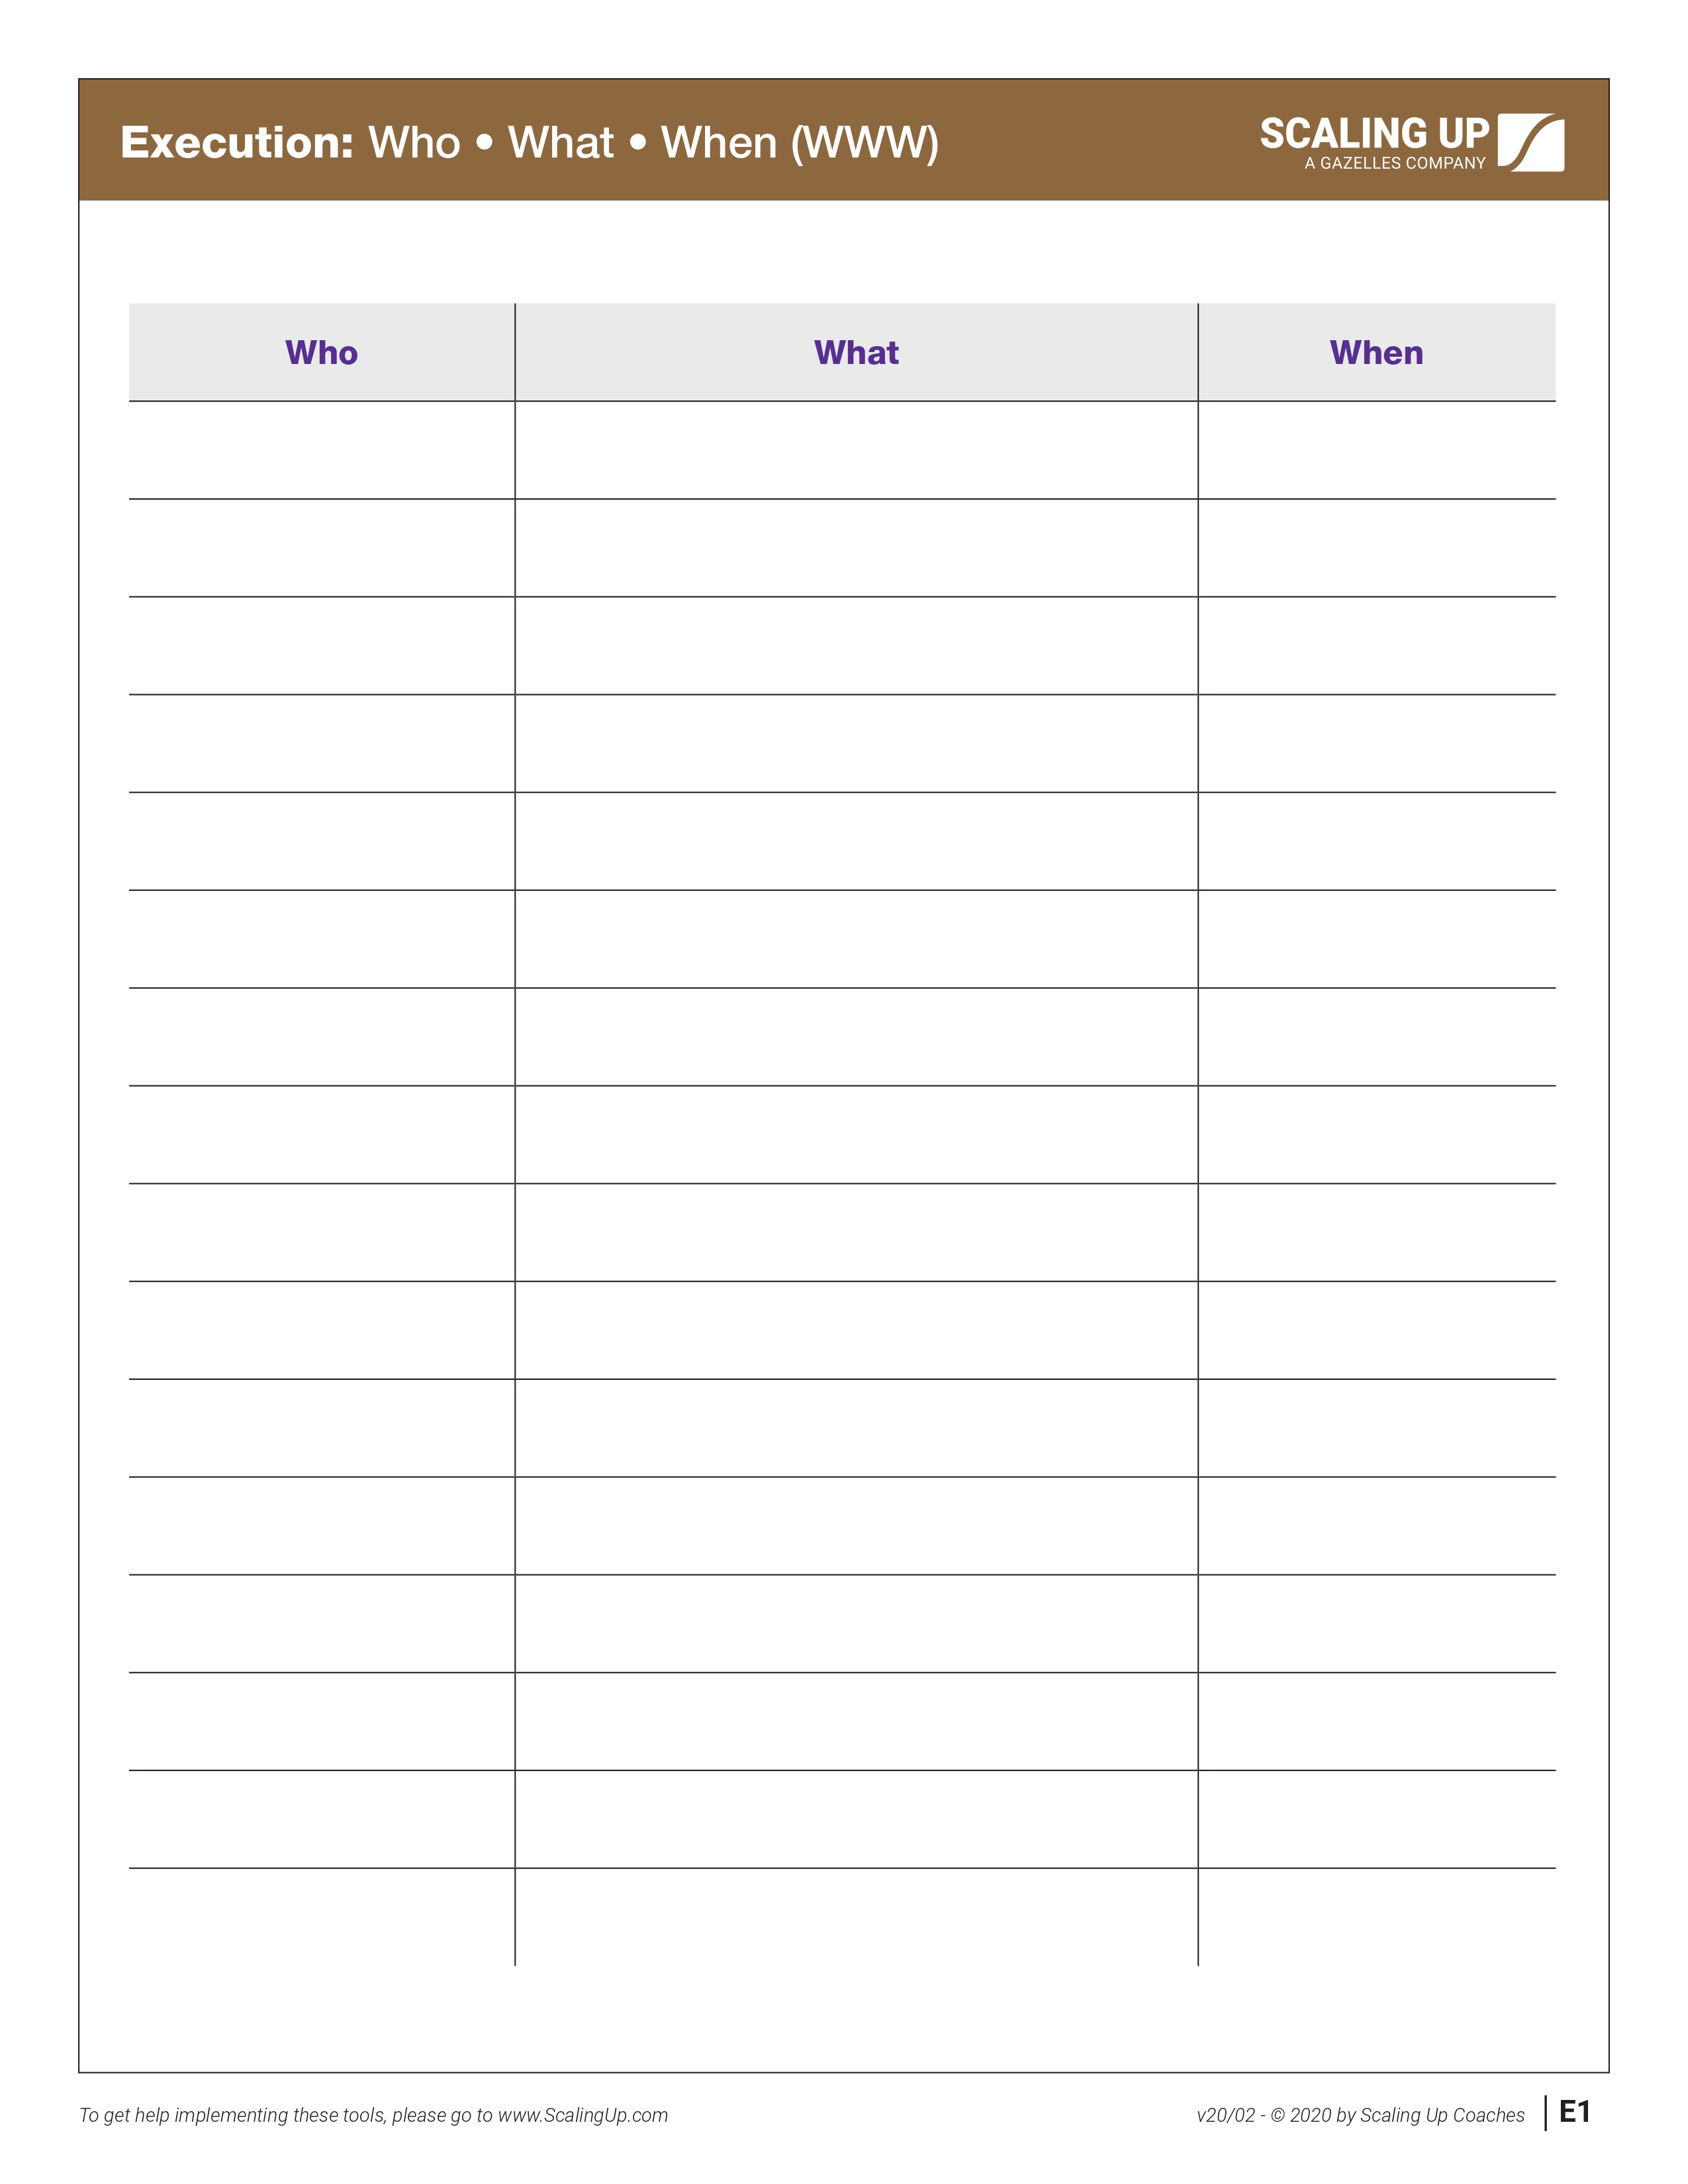 Execution: Who • What • When (WWW)
SCALING UP
A GAZELLES COMPANY
Who What When
To get help implementing these tools, please go to www.ScalingUp.com
v20/02 - © 2020 by Scaling Up Coaches E1